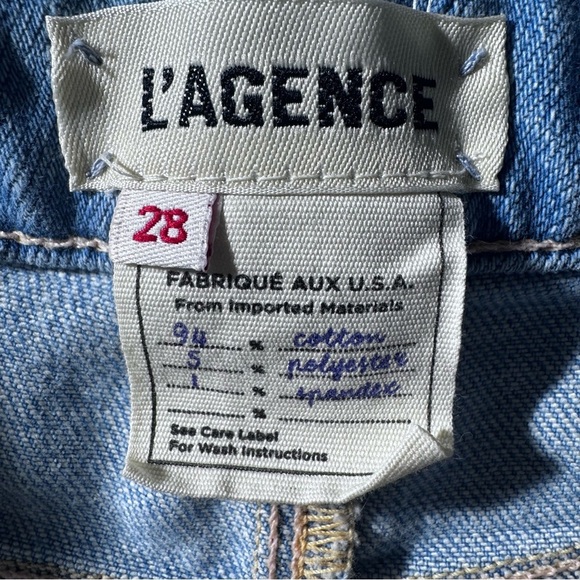 L'AGENCE
28
FABRIQUÉ AUX U.S.A.
From Imported Materials
94 % cotton
5 % polyester
1 % spandex
%
See Care Label
For Wash Instructions